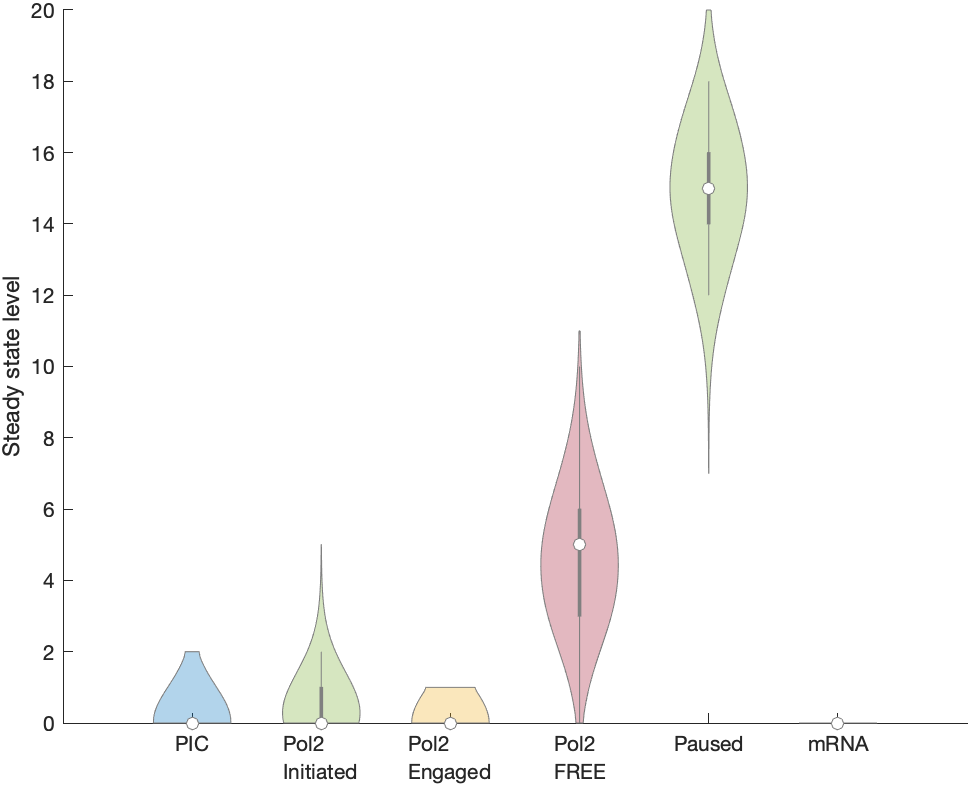 20
18
16
14
12
10
8
6
4
2
0
Steady state level
PIC
Pol2
Initiated
Pol2
Engaged
Pol2
FREE
Paused
mRNA